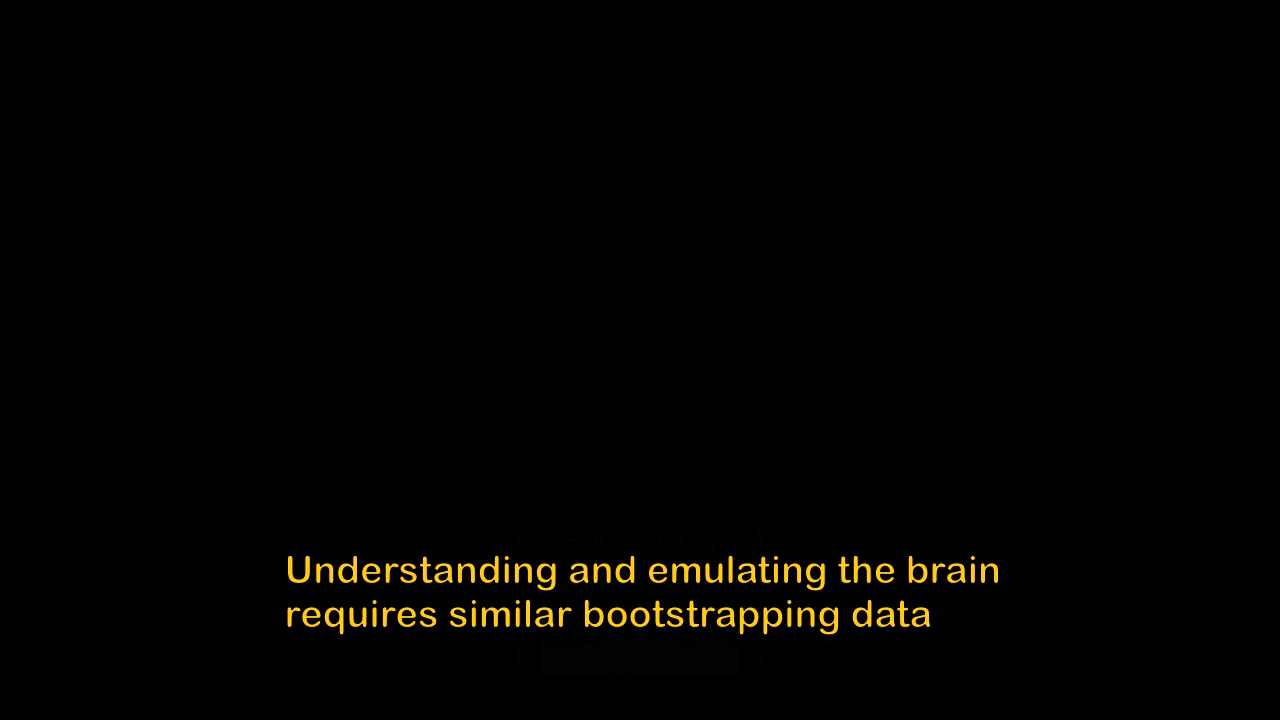 Understanding and emulating the brain
requires similar bootstrapping data